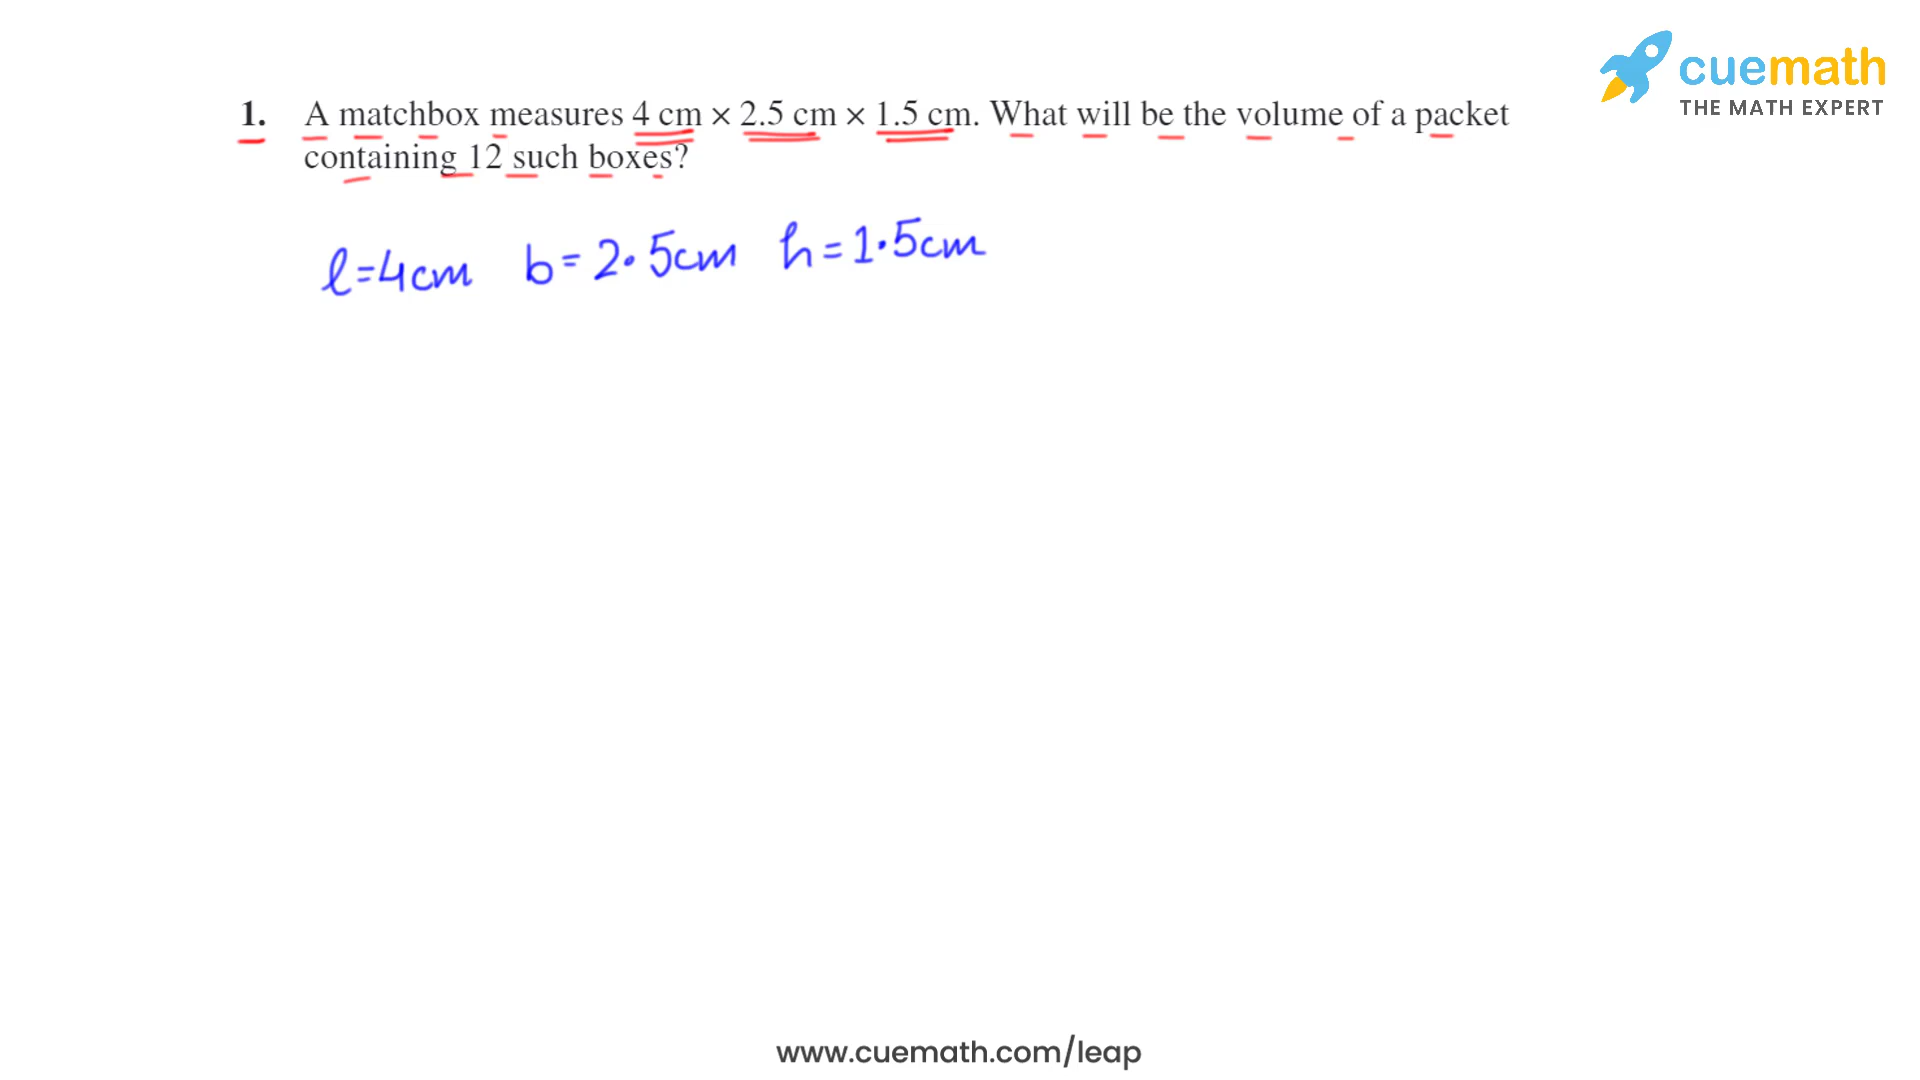 cuemath
THE MATH EXPERT
1. A matchbox measures 4 cm × 2.5 cm × 1.5 cm. What will be the volume of a packet
containing 12 such boxes?
l=4cm b=2.5cm h=1.5cm
www.cuemath.com/leap